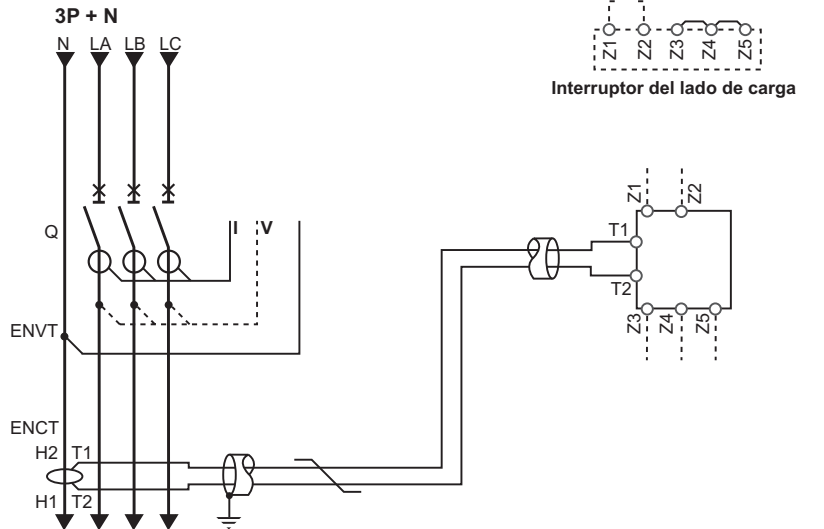 3P + N
N LA LB LC
Z1 Z2 Z3 Z4 Z5
Interruptor del lado de carga
Q
I V
Z1 Z2
T1
T2
Z3 Z4 Z5
ENVT
ENCT
H2 T1
H1 T2